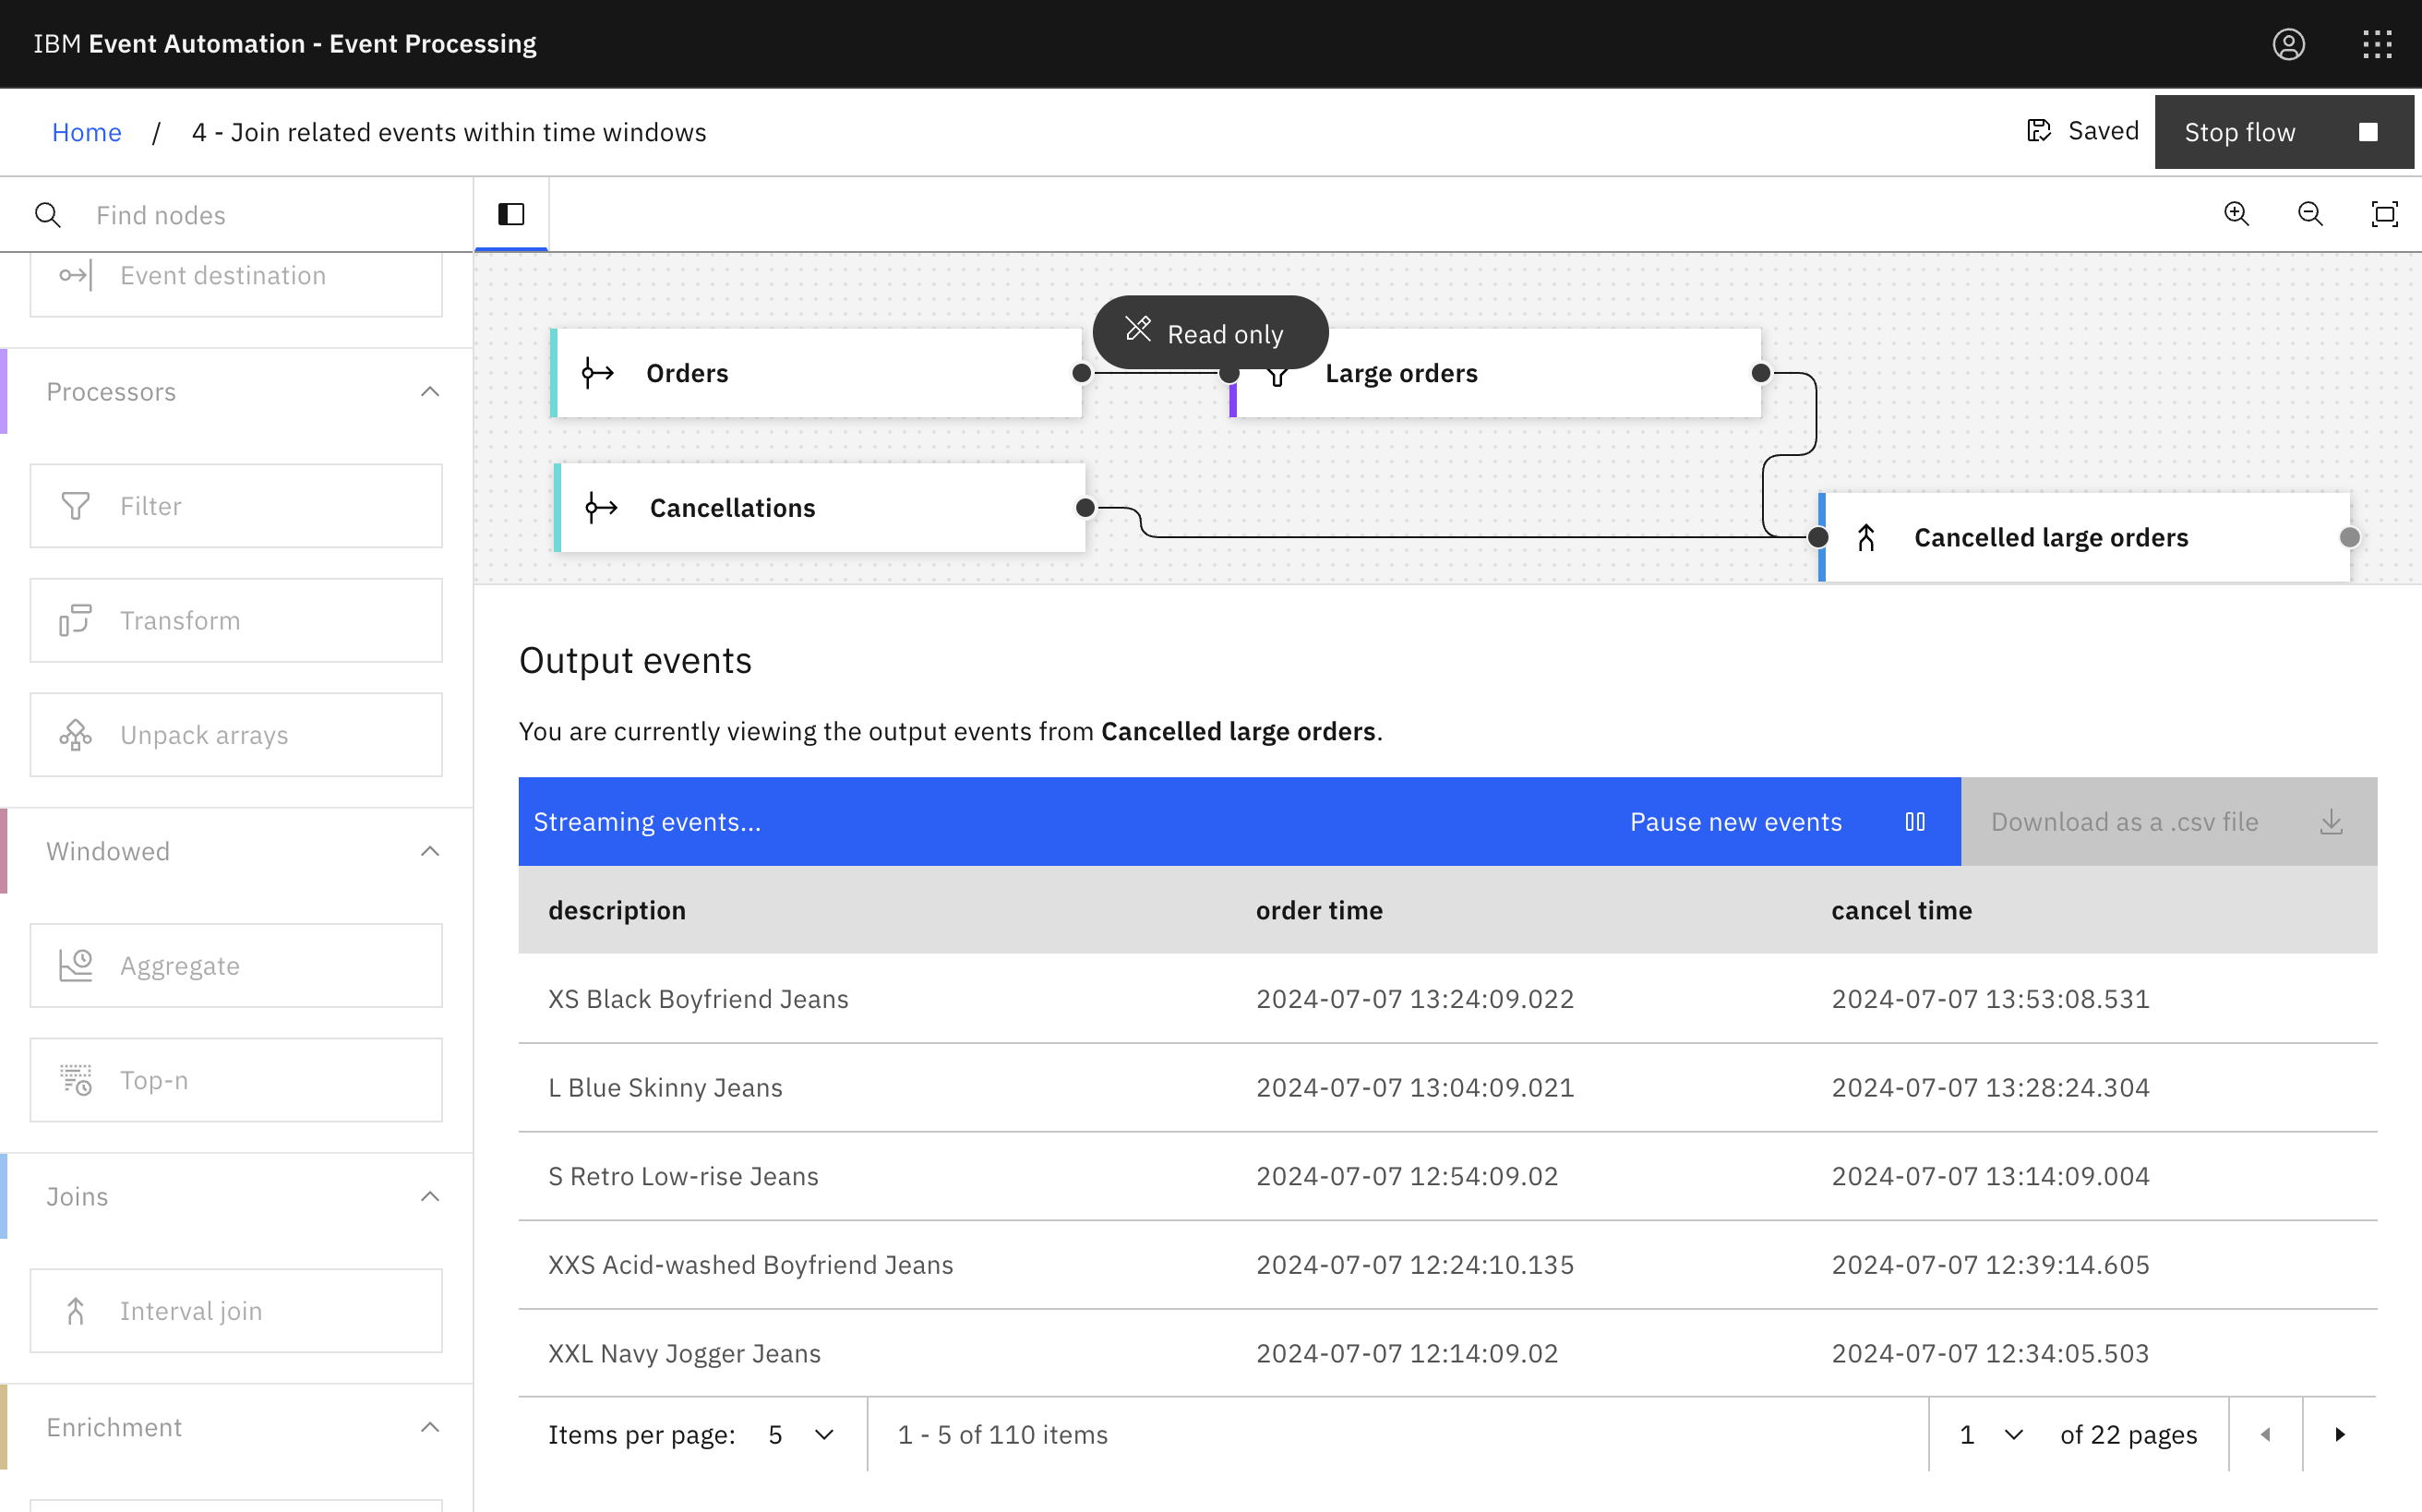 IBM Event Automation - Event Processing
Home / 4 - Join related events within time windows
Saved
Stop flow
Find nodes
Event destination
Processors
Filter
Transform
Unpack arrays
Windowed
Aggregate
Top-n
Joins
Interval join
Enrichment
Read only
Orders
Large orders
Cancellations
Cancelled large orders
Output events
You are currently viewing the output events from Cancelled large orders.
Streaming events...
Pause new events
Download as a .csv file
description order time cancel time
XS Black Boyfriend Jeans 2024-07-07 13:24:09.022 2024-07-07 13:53:08.531
L Blue Skinny Jeans 2024-07-07 13:04:09.021 2024-07-07 13:28:24.304
S Retro Low-rise Jeans 2024-07-07 12:54:09.02 2024-07-07 13:14:09.004
XXS Acid-washed Boyfriend Jeans 2024-07-07 12:24:10.135 2024-07-07 12:39:14.605
XXL Navy Jogger Jeans 2024-07-07 12:14:09.02 2024-07-07 12:34:05.503
Items per page: 5 1 - 5 of 110 items 1 of 22 pages